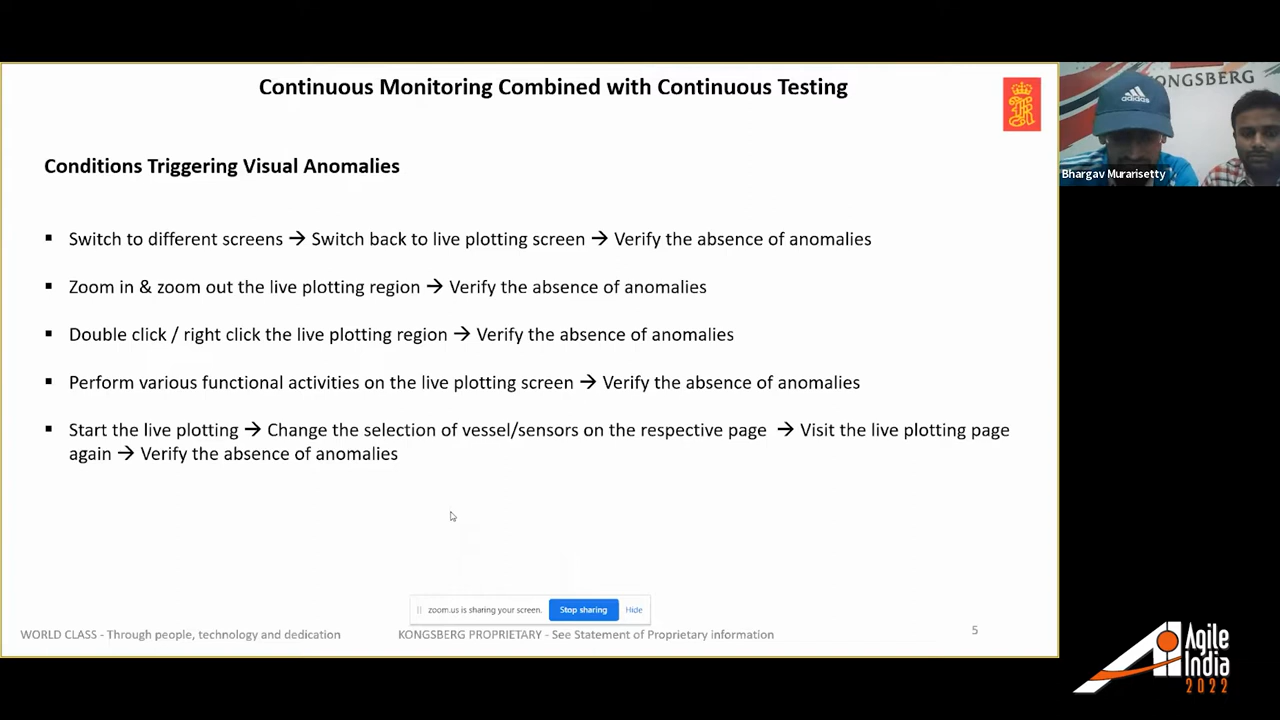 Continuous Monitoring Combined with Continuous Testing
KONGSBERG
adidas
Bhargav Murarisetty
Conditions Triggering Visual Anomalies
▪ Switch to different screens → Switch back to live plotting screen → Verify the absence of anomalies
▪ Zoom in & zoom out the live plotting region → Verify the absence of anomalies
▪ Double click / right click the live plotting region → Verify the absence of anomalies
▪ Perform various functional activities on the live plotting screen → Verify the absence of anomalies
▪ Start the live plotting → Change the selection of vessel/sensors on the respective page → Visit the live plotting page
again → Verify the absence of anomalies
zoom.us is sharing your screen. Stop sharing Hide
WORLD CLASS - Through people, technology and dedication KONGSBERG PROPRIETARY - See Statement of Proprietary information 5
Agile
India
2022